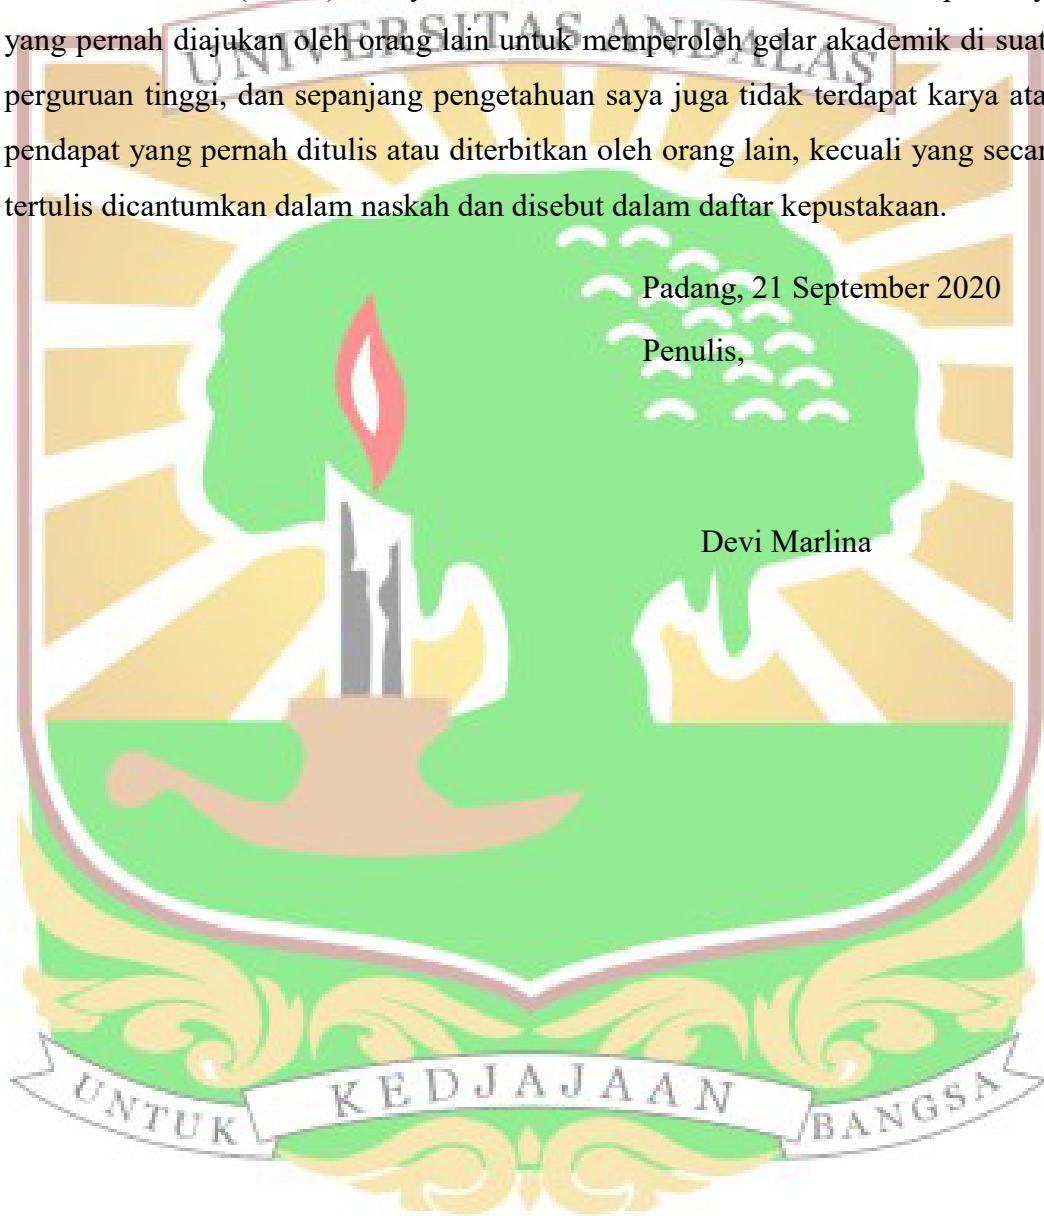 yang pernah diajukan oleh orang lain untuk memperoleh gelar akademik di suat
UNIVERSITAS ANDALAS
perguruan tinggi, dan sepanjang pengetahuan saya juga tidak terdapat karya ata
pendapat yang pernah ditulis atau diterbitkan oleh orang lain, kecuali yang secar
tertulis dicantumkan dalam naskah dan disebut dalam daftar kepustakaan.
Padang, 21 September 2020
Penulis,
Devi Marlina
UNTUK KEDJAJAAN BANGSA